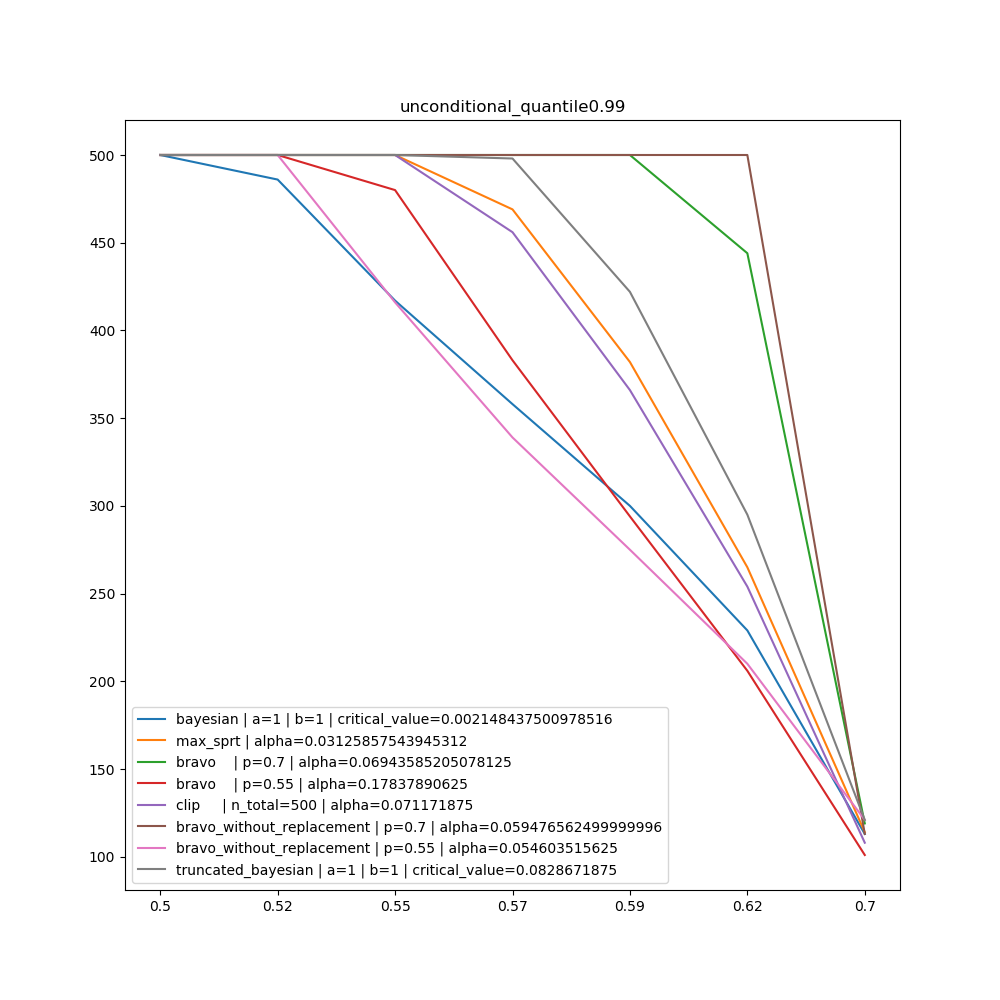 unconditional_quantile0.99
500
450
400
350
300
250
200
150
100
bayesian | a=1 | b=1 | critical_value=0.002148437500978516
max_sprt | alpha=0.03125857543945312
bravo    | p=0.7 | alpha=0.06943585205078125
bravo    | p=0.55 | alpha=0.17837890625
clip     | n_total=500 | alpha=0.071171875
bravo_without_replacement | p=0.7 | alpha=0.059476562499999996
bravo_without_replacement | p=0.55 | alpha=0.054603515625
truncated_bayesian | a=1 | b=1 | critical_value=0.0828671875
0.5 0.52 0.55 0.57 0.59 0.62 0.7